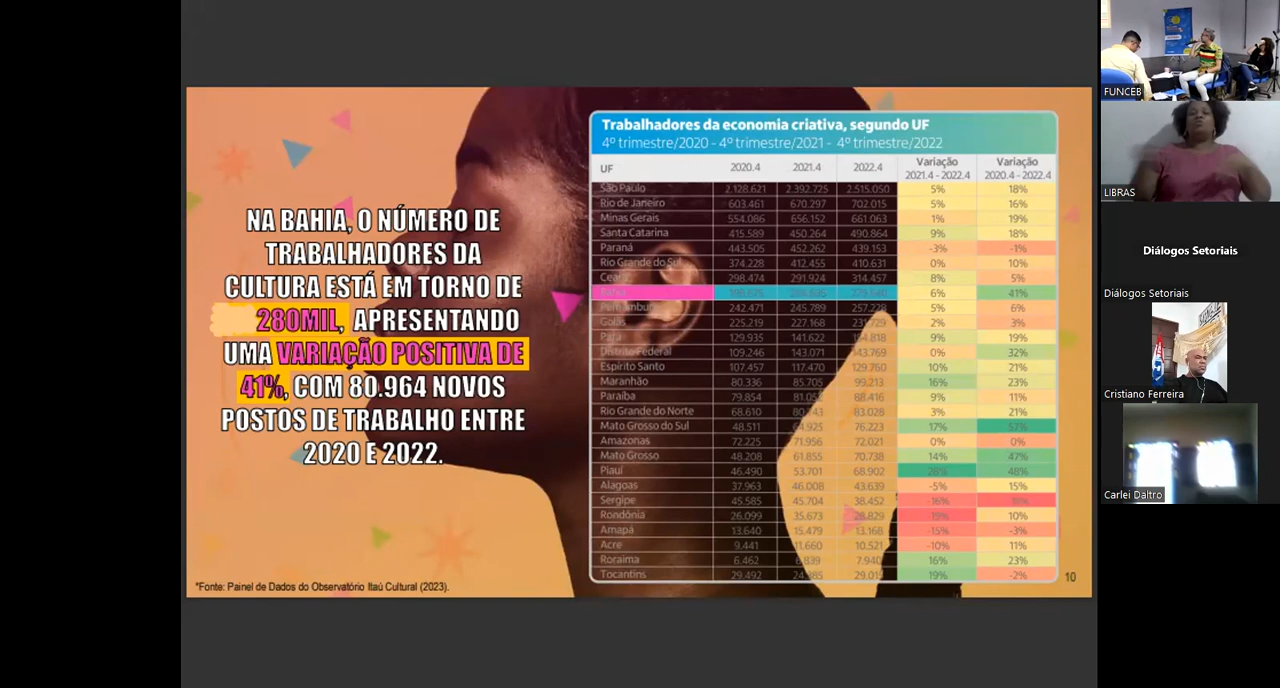 NA BAHIA, O NÚMERO DE
TRABALHADORES DA
CULTURA ESTÁ EM TORNO DE
280MIL, APRESENTANDO
UMA VARIAÇÃO POSITIVA DE
41%, COM 80.964 NOVOS
POSTOS DE TRABALHO ENTRE
2020 E 2022.
*Fonte: Painel de Dados do Observatório Itaú Cultural (2023).
Trabalhadores da economia criativa, segundo UF
4º trimestre/2020 - 4º trimestre/2021 - 4º trimestre/2022
UF 2020.4 2021.4 2022.4 Variação 2021.4 - 2022.4 Variação 2020.4 - 2022.4
São Paulo 2.128.621 2.392.725 2.515.050 5% 18%
Rio de Janeiro 603.461 670.297 702.015 5% 16%
Minas Gerais 554.086 656.152 661.063 1% 19%
Santa Catarina 415.589 450.264 490.864 9% 18%
Paraná 443.505 452.262 439.153 -3% -1%
Rio Grande do Sul 374.228 412.455 410.631 0% 10%
Ceará 298.474 291.924 314.457 8% 5%
6% 41%
Pernambuco 242.471 245.789 257.228 5% 6%
Goiás 225.219 227.168 231.729 2% 3%
Pará 129.935 141.622 154.818 9% 19%
Distrito Federal 109.246 143.071 143.769 0% 32%
Espírito Santo 107.457 117.470 129.760 10% 21%
Maranhão 80.336 85.705 99.213 16% 23%
Paraíba 79.854 88.416 9% 11%
Rio Grande do Norte 68.610 83.028 3% 21%
Mato Grosso do Sul 48.511 64.925 76.223 17% 57%
Amazonas 72.225 71.956 72.021 0% 0%
Mato Grosso 48.208 61.855 70.738 14% 47%
Piauí 46.490 53.701 68.902 28% 48%
Alagoas 37.963 46.008 43.639 -5% 15%
Sergipe 45.585 45.704 38.452 -16%
Rondônia 26.099 35.673 28.829 -19% 10%
Amapá 13.640 15.479 13.168 -15% -3%
Acre 9.441 11.660 10.521 -10% 11%
Roraima 6.462 6.839 7.940 16% 23%
Tocantins 29.492 29.015 19% -2%
10
FUNCEB
LIBRAS
Diálogos Setoriais
Diálogos Setoriais
Cristiano Ferreira
Carlei Daltro